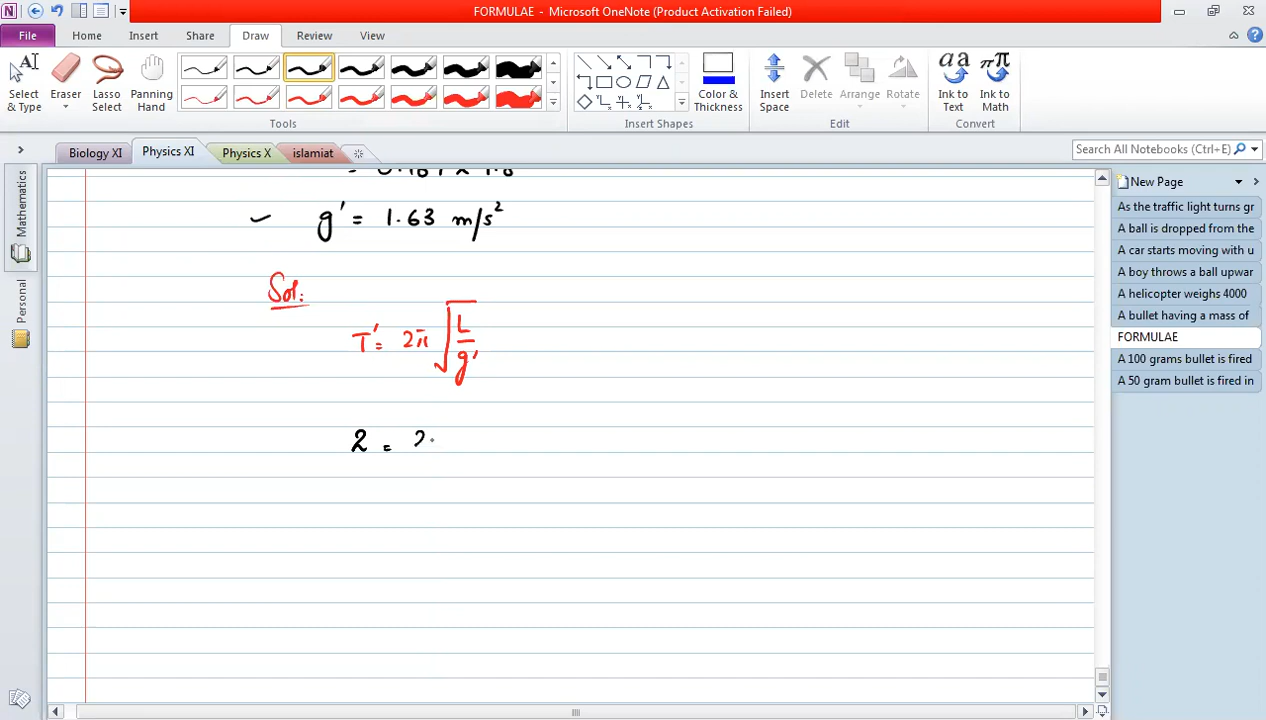 FORMULAE - Microsoft OneNote (Product Activation Failed)
File Home Insert Share Draw Review View
Select & Type
Eraser
Lasso Select
Panning Hand
Color & Thickness
Insert Space
Delete
Arrange
Rotate
Ink to Text
Ink to Math
Tools
Insert Shapes
Edit
Convert
Biology XI
Physics XI
Physics X
islamiat
Search All Notebooks (Ctrl+E)
Mathematics
Personal
g' = 1.63 m/s²
Sol:
T' = 2π √(L/g')
2 =
New Page
As the traffic light turns gr
A ball is dropped from the
A car starts moving with u
A boy throws a ball upwar
A helicopter weighs 4000
A bullet having a mass of
FORMULAE
A 100 grams bullet is fired
A 50 gram bullet is fired in